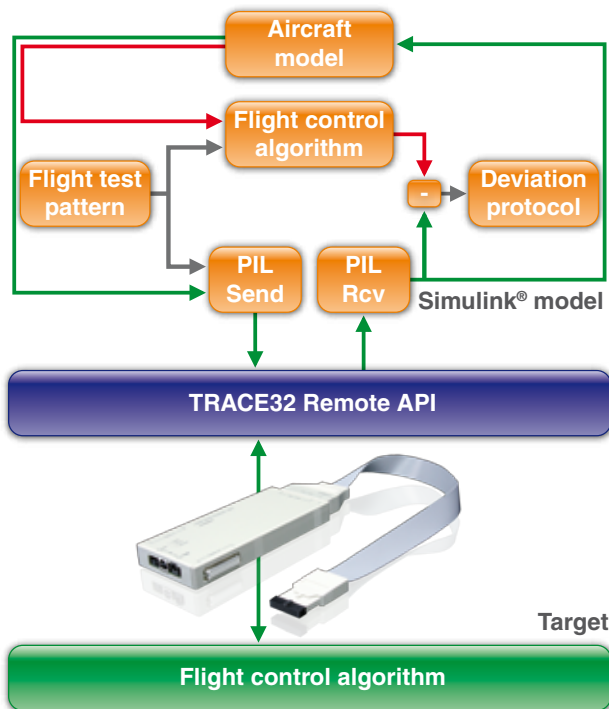 Aircraft
model
Flight control
algorithm
Flight test
pattern
-
Deviation
protocol
PIL
Send
PIL
Rcv
Simulink® model
TRACE32 Remote API
Target
Flight control algorithm